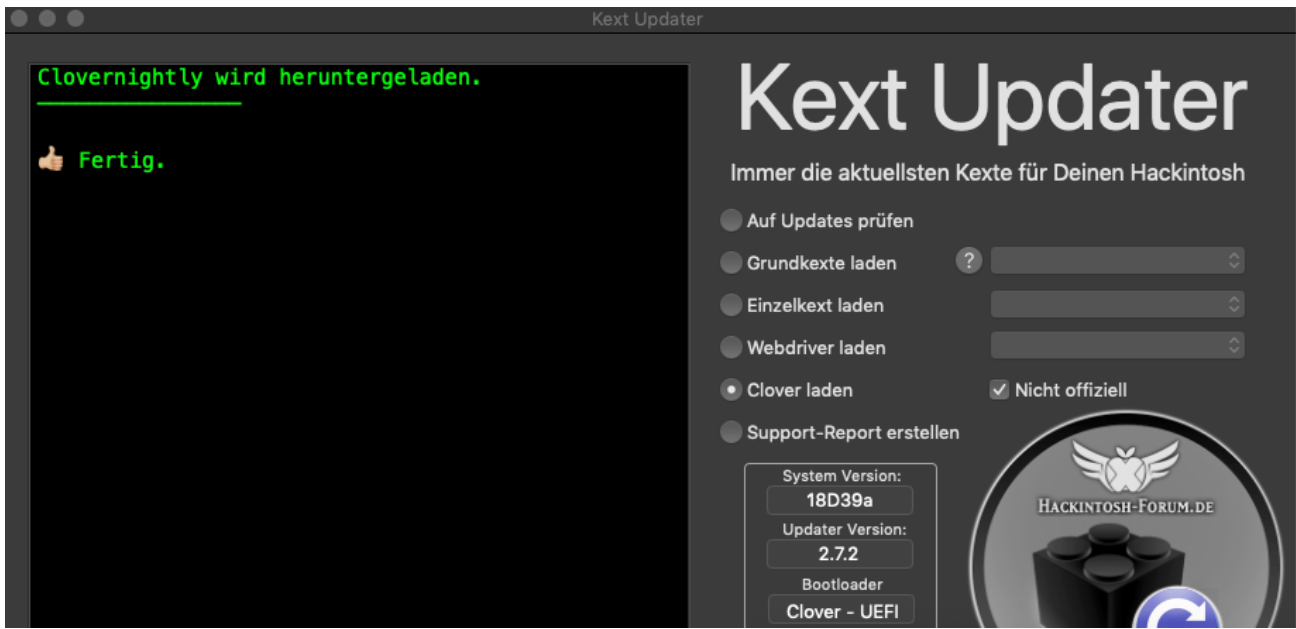 Kext Updater
Clovernightly wird heruntergeladen.
👍🏼 Fertig.
Kext Updater
Immer die aktuellsten Kexte für Deinen Hackintosh
Auf Updates prüfen
Grundkexte laden ?
Einzelkext laden
Webdriver laden
Clover laden Nicht offiziell
Support-Report erstellen
System Version:
18D39a
Updater Version:
2.7.2
Bootloader
Clover - UEFI
HACKINTOSH-FORUM.DE